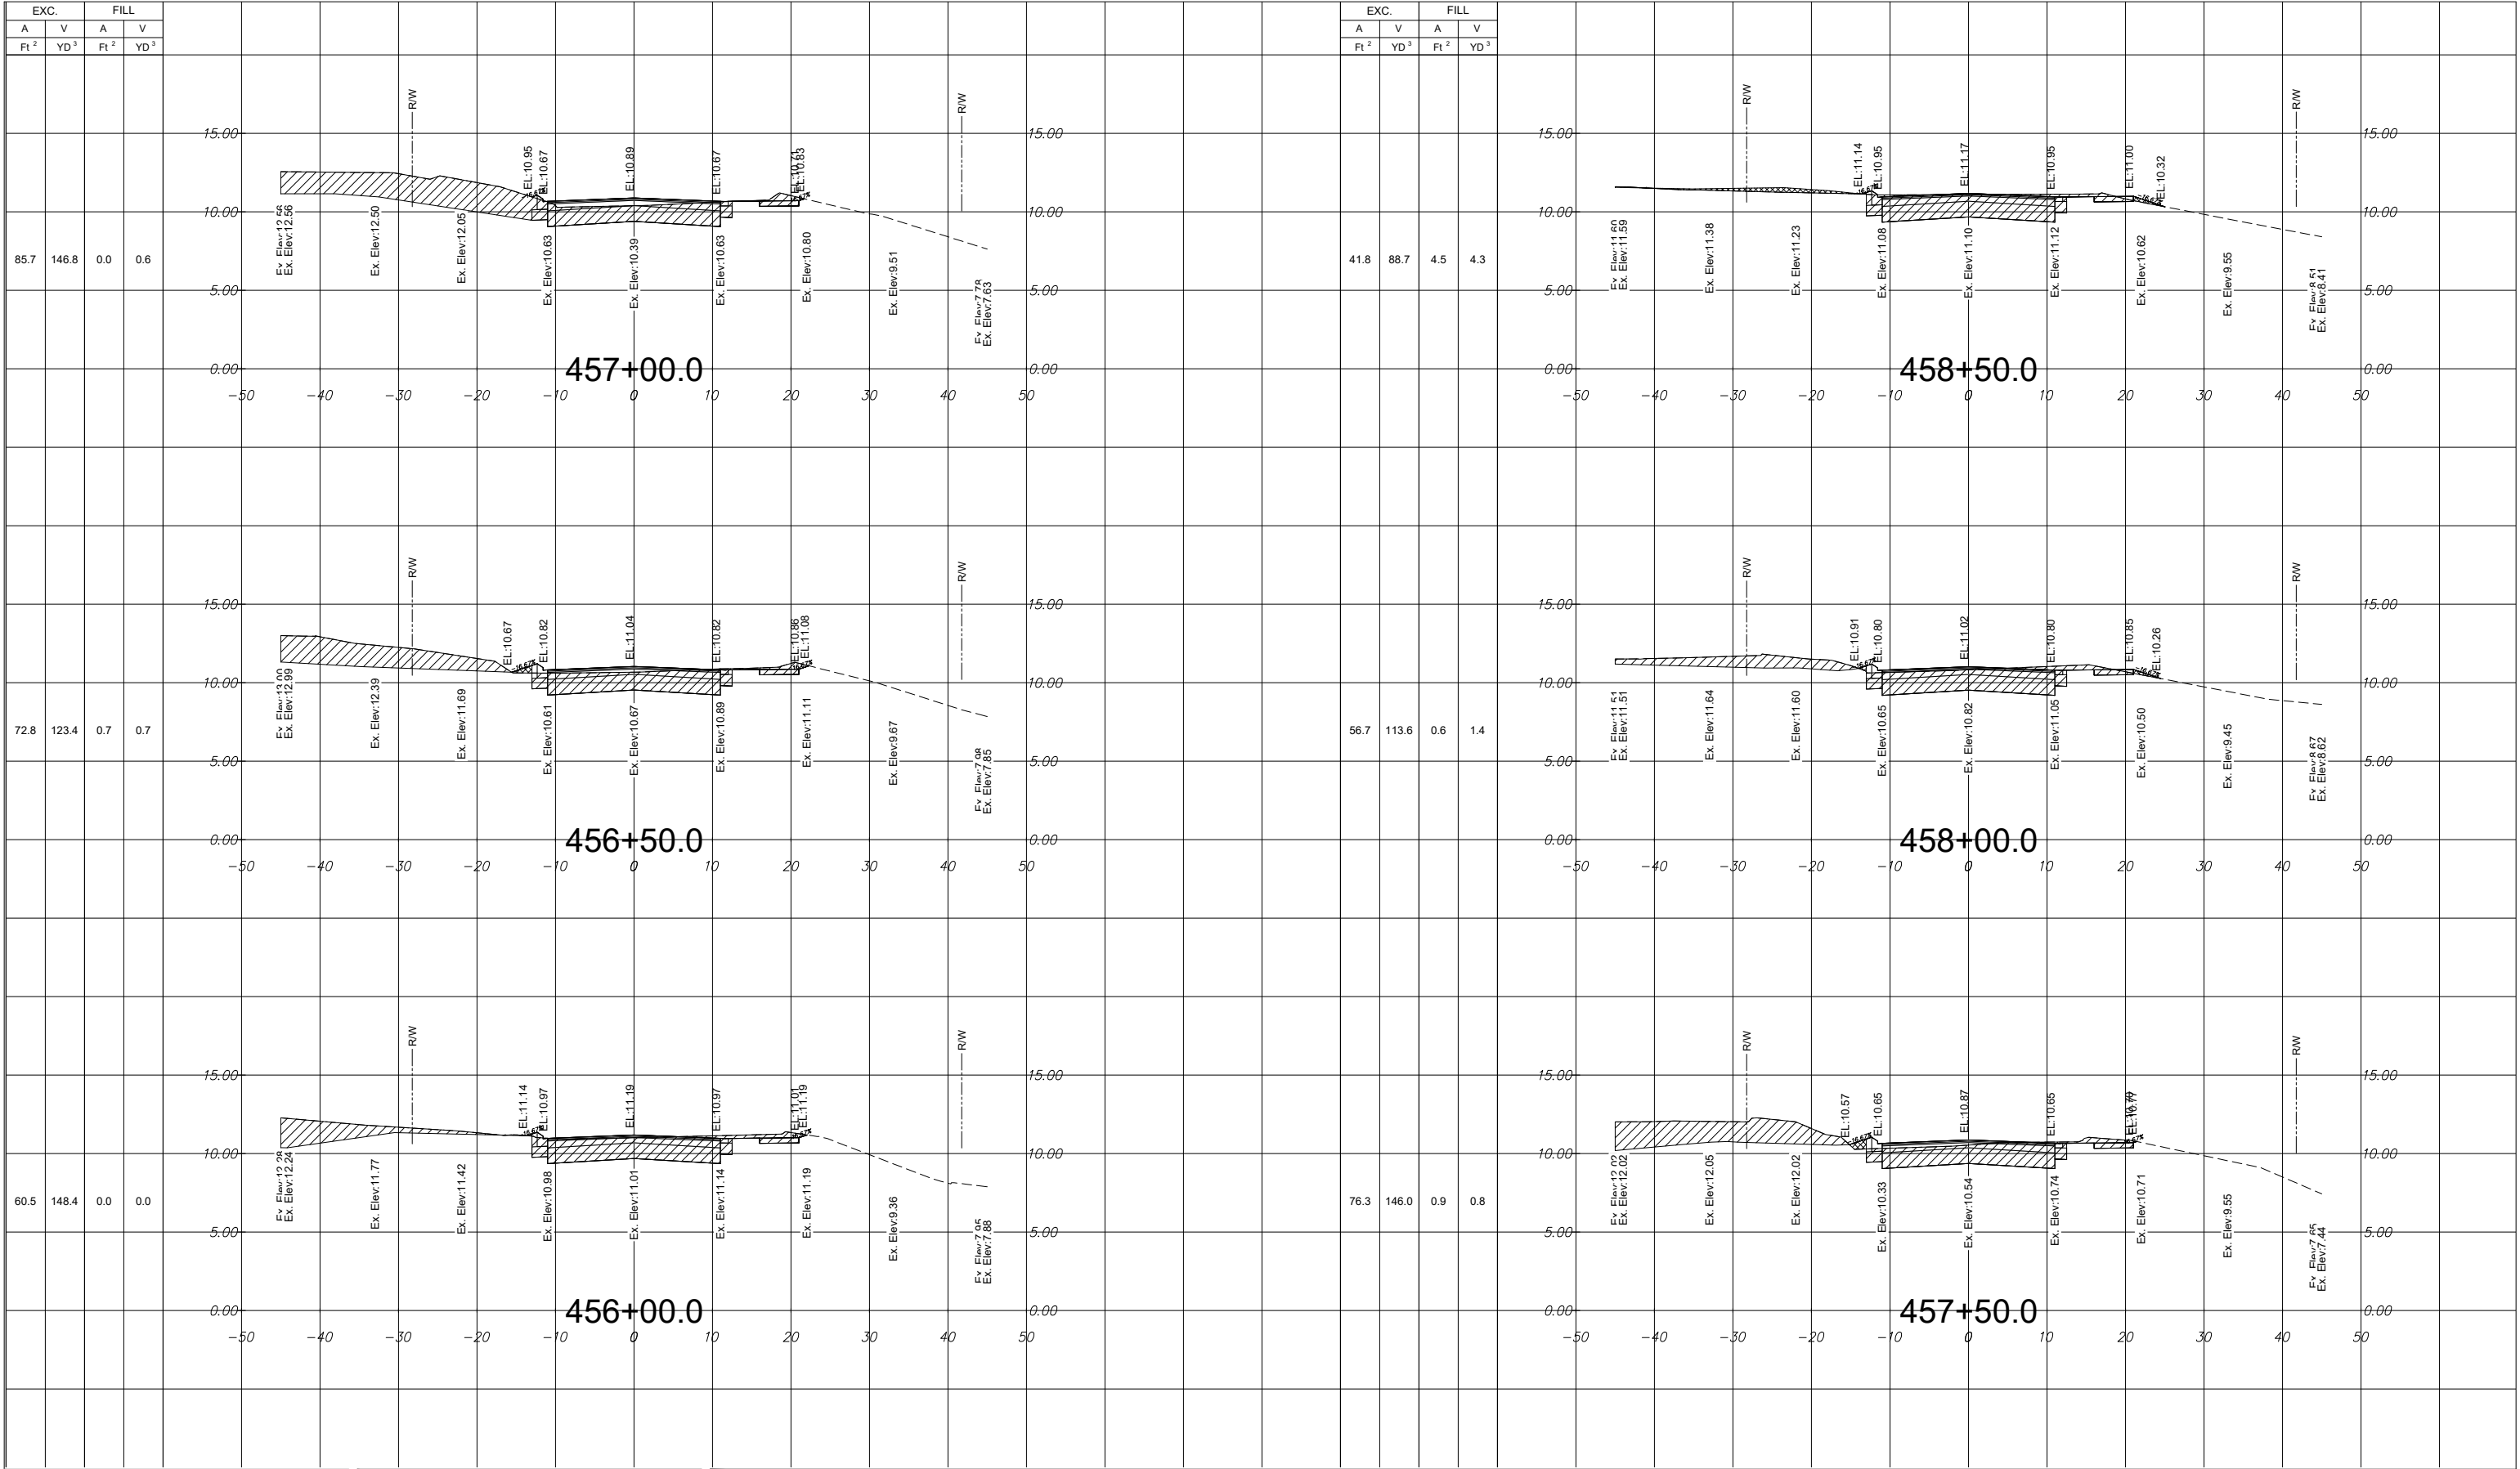 EXC. FILL
A V A V
Ft 2 YD 3 Ft 2 YD 3
R/W R/W
15.00 15.00
EL:10.95 EL:10.67 EL:10.89 EL:10.67 EL:10.83
10.00 10.00
Ex. Elev:12.56 Ex. Elev:12.50 Ex. Elev:12.05 Ex. Elev:10.63 Ex. Elev:10.39 Ex. Elev:10.63 Ex. Elev:10.80 Ex. Elev:9.51 Ex. Elev:7.63
85.7 146.8 0.0 0.6
5.00 5.00
0.00 457+00.0 0.00
-50 -40 -30 -20 -10 0 10 20 30 40 50
R/W R/W
15.00 15.00
EL:10.67 EL:10.82 EL:11.04 EL:10.82 EL:10.86 EL:11.08
10.00 10.00
Ex. Elev:12.99 Ex. Elev:12.39 Ex. Elev:11.69 Ex. Elev:10.61 Ex. Elev:10.67 Ex. Elev:10.89 Ex. Elev:11.11 Ex. Elev:9.67 Ex. Elev:7.85
72.8 123.4 0.7 0.7
5.00 5.00
0.00 456+50.0 0.00
-50 -40 -30 -20 -10 0 10 20 30 40 50
R/W R/W
15.00 15.00
EL:11.14 EL:10.97 EL:11.19 EL:10.97 EL:11.01 EL:11.19
10.00 10.00
Ex. Elev:12.24 Ex. Elev:11.77 Ex. Elev:11.42 Ex. Elev:10.98 Ex. Elev:11.01 Ex. Elev:11.14 Ex. Elev:11.19 Ex. Elev:9.36 Ex. Elev:7.88
60.5 148.4 0.0 0.0
5.00 5.00
0.00 456+00.0 0.00
-50 -40 -30 -20 -10 0 10 20 30 40 50
EXC. FILL
A V A V
Ft 2 YD 3 Ft 2 YD 3
R/W R/W
15.00 15.00
EL:11.14 EL:10.95 EL:11.17 EL:10.95 EL:11.00 EL:10.32
10.00 10.00
Ex. Elev:11.59 Ex. Elev:11.38 Ex. Elev:11.23 Ex. Elev:11.08 Ex. Elev:11.10 Ex. Elev:11.12 Ex. Elev:10.62 Ex. Elev:9.55 Ex. Elev:8.41
41.8 88.7 4.5 4.3
5.00 5.00
0.00 458+50.0 0.00
-50 -40 -30 -20 -10 0 10 20 30 40 50
R/W R/W
15.00 15.00
EL:10.91 EL:10.80 EL:11.02 EL:10.80 EL:10.85 EL:10.26
10.00 10.00
Ex. Elev:11.51 Ex. Elev:11.64 Ex. Elev:11.60 Ex. Elev:10.65 Ex. Elev:10.82 Ex. Elev:11.05 Ex. Elev:10.50 Ex. Elev:9.45 Ex. Elev:8.62
56.7 113.6 0.6 1.4
5.00 5.00
0.00 458+00.0 0.00
-50 -40 -30 -20 -10 0 10 20 30 40 50
R/W R/W
15.00 15.00
EL:10.57 EL:10.65 EL:10.87 EL:10.65
10.00 10.00
Ex. Elev:12.02 Ex. Elev:12.05 Ex. Elev:12.02 Ex. Elev:10.33 Ex. Elev:10.54 Ex. Elev:10.74 Ex. Elev:10.71 Ex. Elev:9.55 Ex. Elev:7.44
76.3 146.0 0.9 0.8
5.00 5.00
0.00 457+50.0 0.00
-50 -40 -30 -20 -10 0 10 20 30 40 50